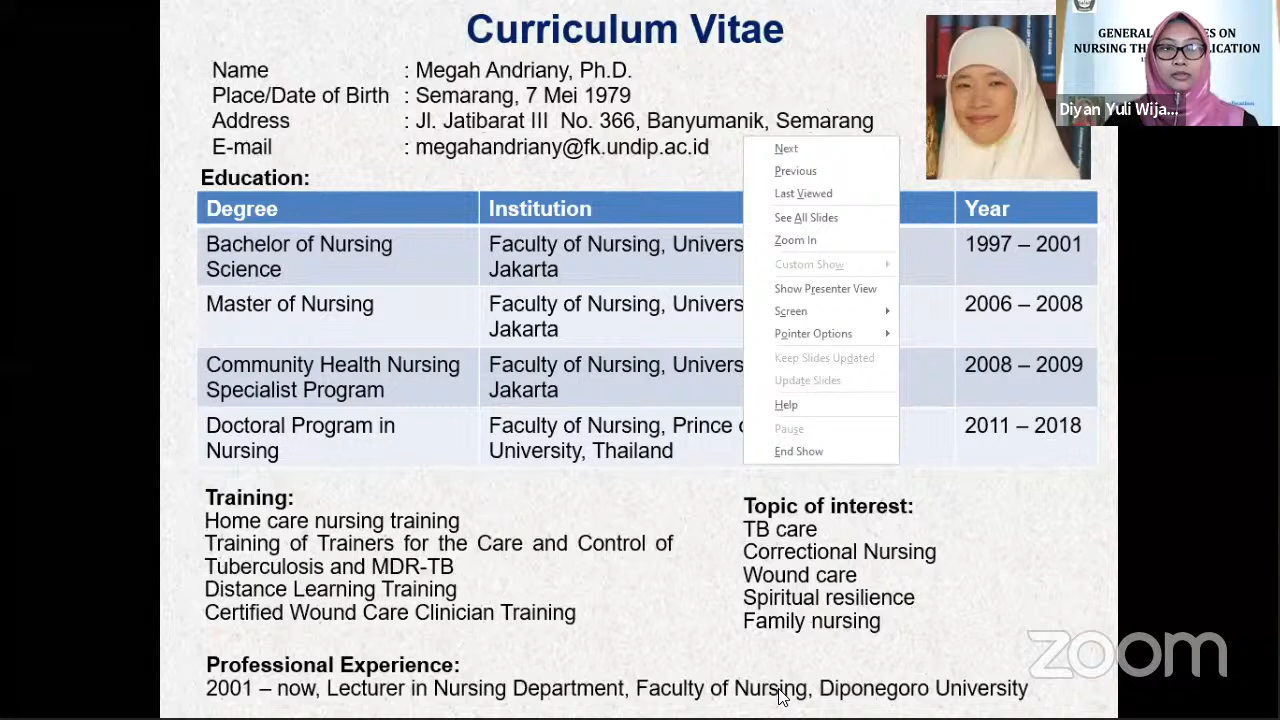 Curriculum Vitae
Name : Megah Andriany, Ph.D.
Place/Date of Birth : Semarang, 7 Mei 1979
Address : Jl. Jatibarat III No. 366, Banyumanik, Semarang
E-mail : megahandriany@fk.undip.ac.id
Education:
Degree Institution Year
Bachelor of Nursing Faculty of Nursing, 1997 – 2001
Science Jakarta
Master of Nursing Faculty of Nursing, 2006 – 2008
Jakarta
Community Health Nursing Faculty of Nursing, 2008 – 2009
Specialist Program Jakarta
Doctoral Program in Faculty of Nursing, Prince 2011 – 2018
Nursing University, Thailand
Next
Previous
Last Viewed
See All Slides
Zoom In
Custom Show
Show Presenter View
Screen
Pointer Options
Keep Slides Updated
Update Slides
Help
Pause
End Show
Training:
Home care nursing training
Training of Trainers for the Care and Control of
Tuberculosis and MDR-TB
Distance Learning Training
Certified Wound Care Clinician Training
Topic of interest:
TB care
Correctional Nursing
Wound care
Spiritual resilience
Family nursing
Professional Experience:
2001 – now, Lecturer in Nursing Department, Faculty of Nursing, Diponegoro University
GENERAL ON
NURSING
Diyan Yuli Wija...
zoom